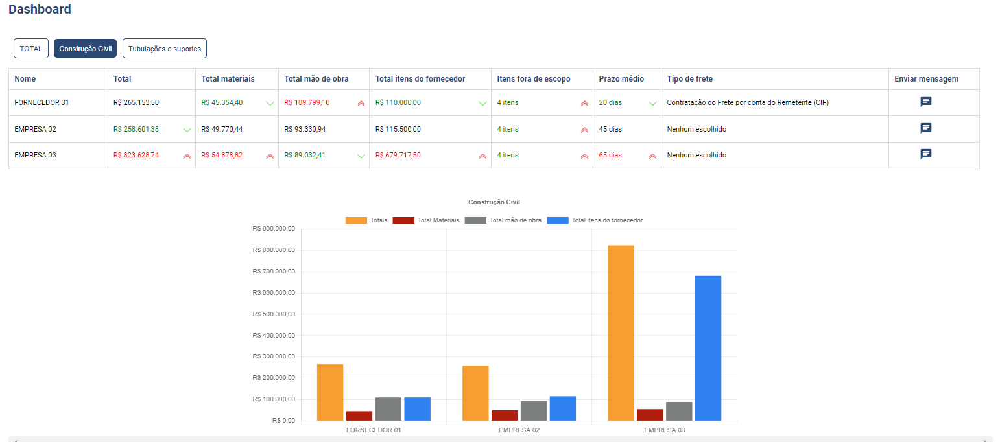 Dashboard
TOTAL Construção Civil Tubulações e suportes
Nome Total Total materiais Total mão de obra Total itens do fornecedor Itens fora de escopo Prazo médio Tipo de frete Enviar mensagem
FORNECEDOR 01 R$ 265.153,50 R$ 45.354,40 R$ 109.799,10 R$ 110.000,00 4 itens 20 dias Contratação do Frete por conta do Remetente (CIF)
EMPRESA 02 R$ 258.601,38 R$ 49.770,44 R$ 93.330,94 R$ 115.500,00 4 itens 45 dias Nenhum escolhido
EMPRESA 03 R$ 823.628,74 R$ 54.878,82 R$ 89.032,41 R$ 679.717,50 4 itens 65 dias Nenhum escolhido
Construção Civil
Totais Total Materiais Total mão de obra Total itens do fornecedor
R$ 900.000,00
R$ 800.000,00
R$ 700.000,00
R$ 600.000,00
R$ 500.000,00
R$ 400.000,00
R$ 300.000,00
R$ 200.000,00
R$ 100.000,00
R$ 0,00
FORNECEDOR 01 EMPRESA 02 EMPRESA 03